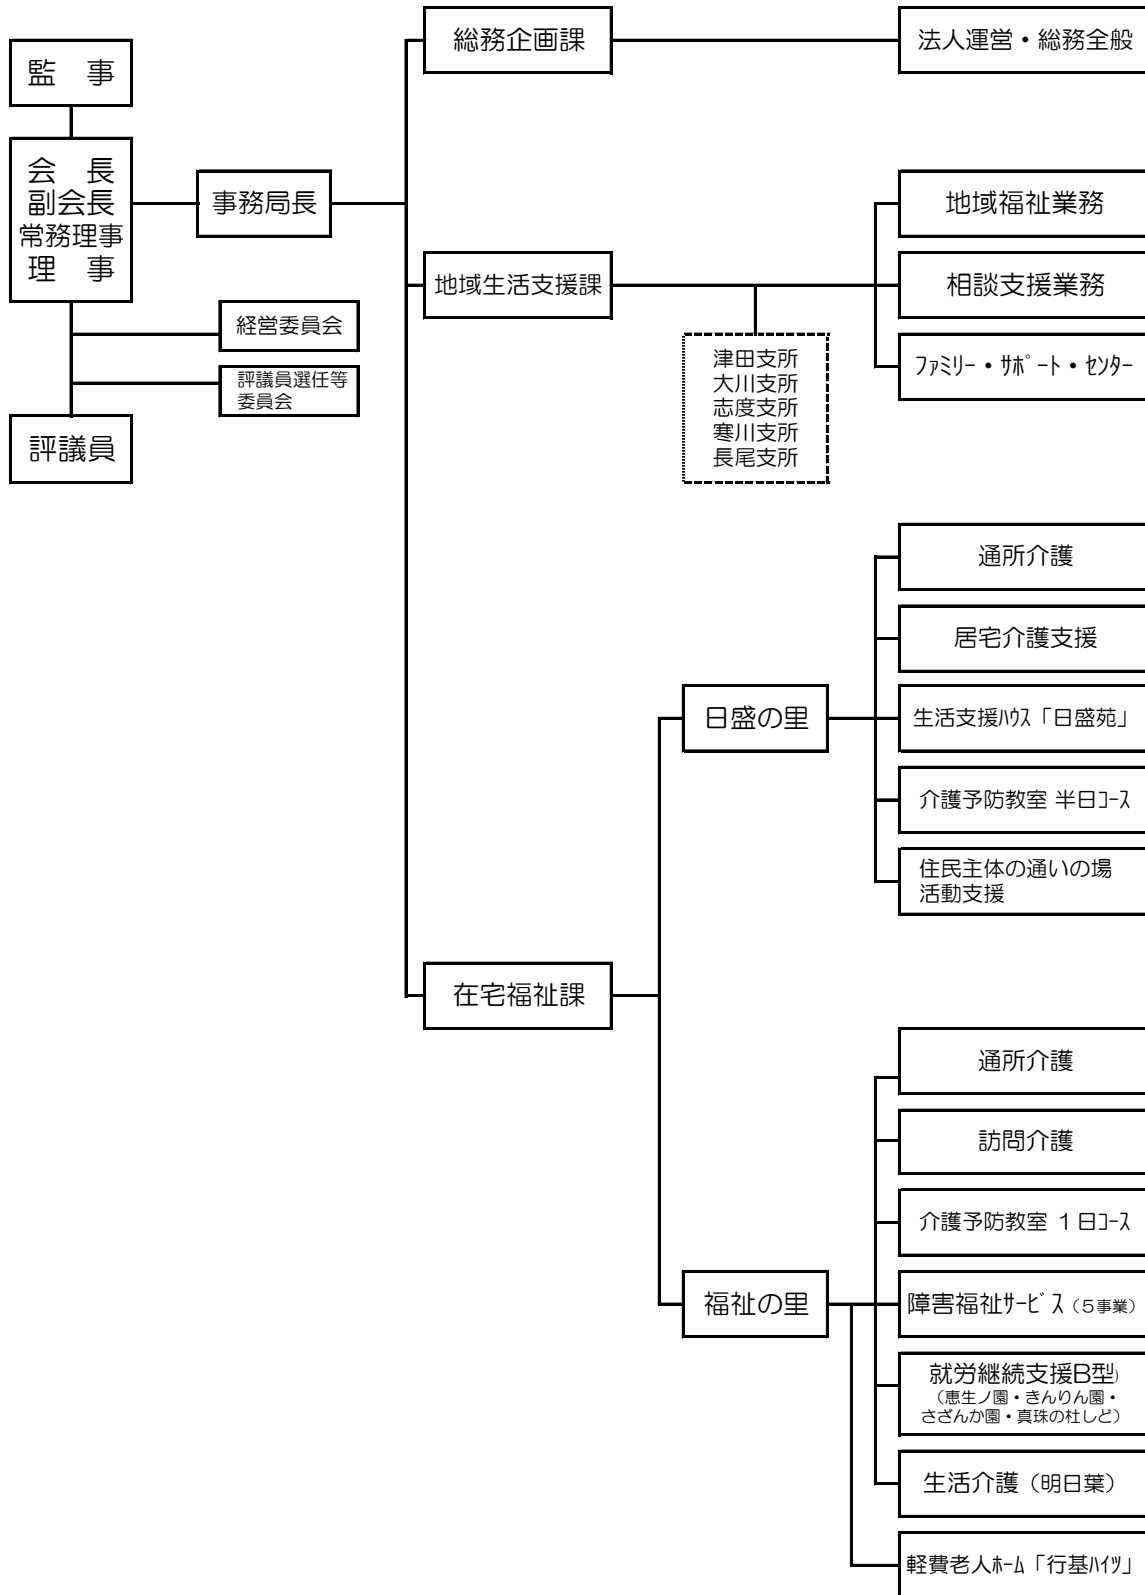 監　事
会　長
副会長
常務理事
理　事
経営委員会
評議員選任等
委員会
評議員
事務局長
総務企画課
法人運営・総務全般
地域生活支援課
津田支所
大川支所
志度支所
寒川支所
長尾支所
地域福祉業務
相談支援業務
ﾌｧﾐﾘｰ・ｻﾎﾟｰﾄ・ｾﾝﾀｰ
在宅福祉課
日盛の里
通所介護
居宅介護支援
生活支援ﾊｳｽ「日盛苑」
介護予防教室 半日ｺｰｽ
住民主体の通いの場
活動支援
福祉の里
通所介護
訪問介護
介護予防教室 １日ｺｰｽ
障害福祉ｻｰﾋﾞｽ（５事業）
就労継続支援B型）
（恵生ノ園・きんりん園・
さざんか園・真珠の杜しど）
生活介護（明日葉）
軽費老人ﾎｰﾑ「行基ﾊｲﾂ」